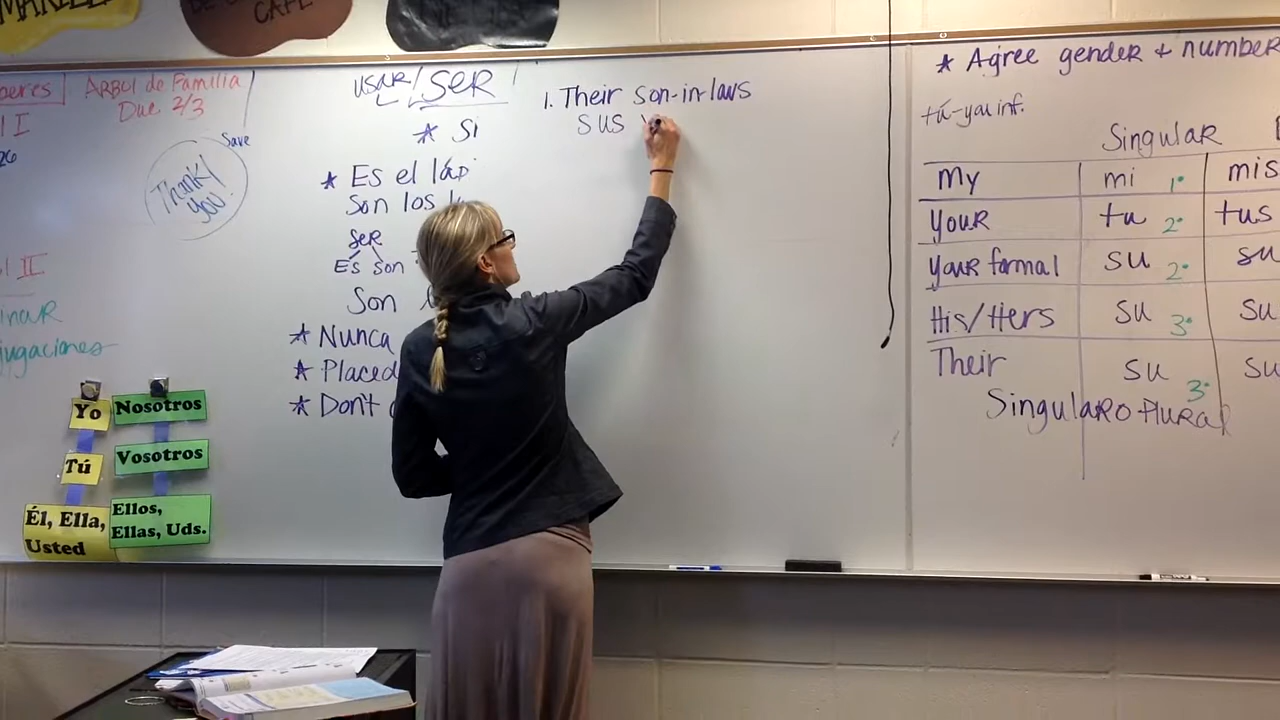 CAFE
ARBOL de FAMILIA
Due 2/3
Save
Thank
you!
usar/SER
* Si
* Es el láp
Son los
SER
Es son
Son
* Nunca
* Placed
* Don't
1. Their son-in laws
sus
* Agree gender + number
tú-you inf.
Singular
My mi 1° mis
your tu 2° tus
your formal su 2° su
His/Hers su 3° su
Their su 3° su
Singular o Plural
Yo Nosotros
Tú Vosotros
Él, Ella,
Usted
Ellos,
Ellas, Uds.